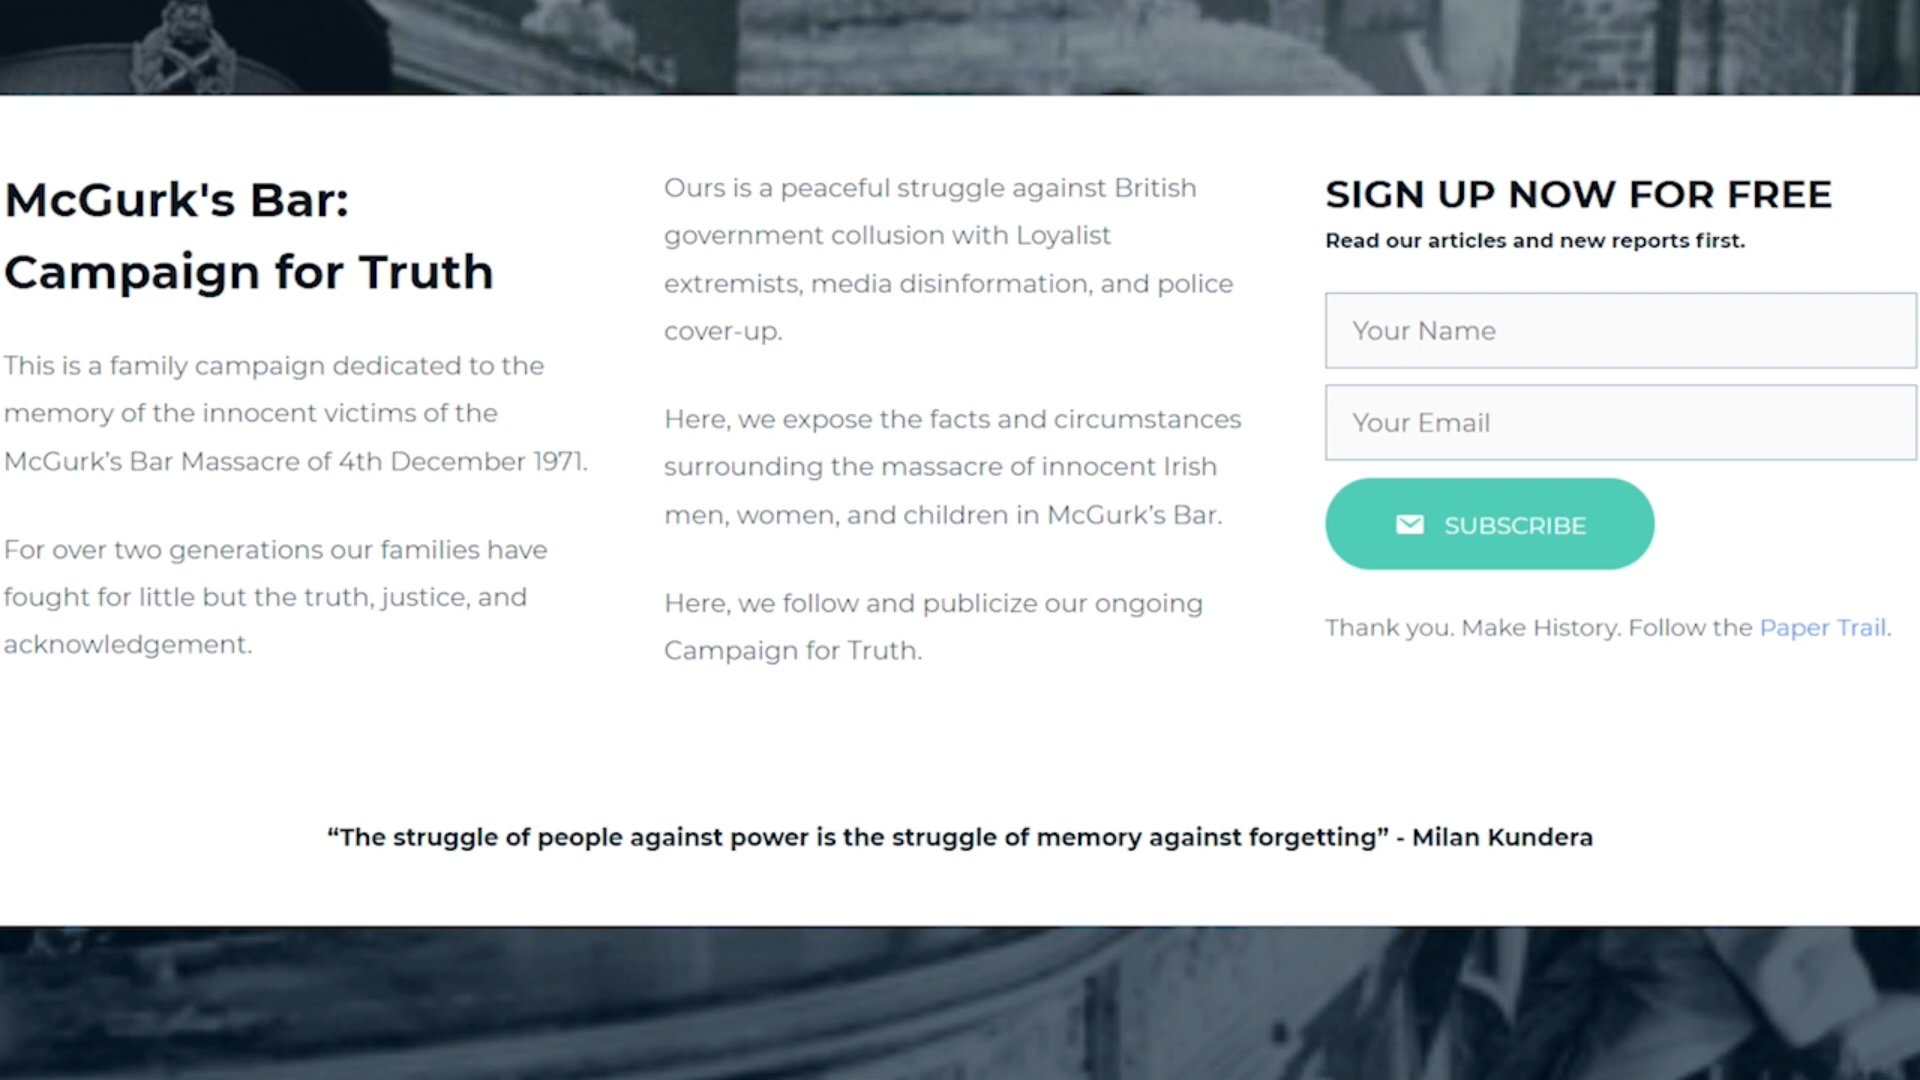 McGurk's Bar:
Campaign for Truth
This is a family campaign dedicated to the
memory of the innocent victims of the
McGurk’s Bar Massacre of 4th December 1971.
For over two generations our families have
fought for little but the truth, justice, and
acknowledgement.
Ours is a peaceful struggle against British
government collusion with Loyalist
extremists, media disinformation, and police
cover-up.
Here, we expose the facts and circumstances
surrounding the massacre of innocent Irish
men, women, and children in McGurk’s Bar.
Here, we follow and publicize our ongoing
Campaign for Truth.
SIGN UP NOW FOR FREE
Read our articles and new reports first.
Your Name
Your Email
SUBSCRIBE
Thank you. Make History. Follow the Paper Trail.
“The struggle of people against power is the struggle of memory against forgetting” - Milan Kundera